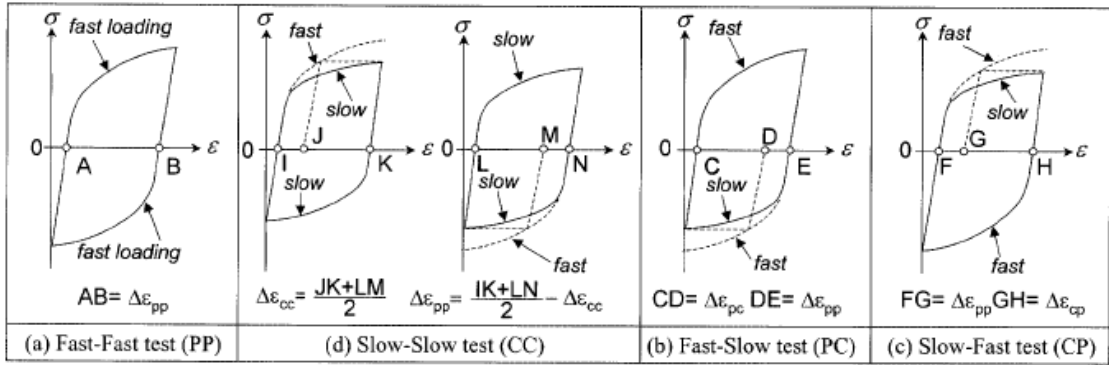 σ
fast loading
0
A
B
ε
fast loading
AB= Δε_pp
(a) Fast-Fast test (PP)
σ
fast
slow
0
J
I
K
ε
slow
σ
slow
0
M
L
N
ε
slow
fast
Δε_cc= JK+LM / 2
Δε_pp= IK+LN / 2 - Δε_cc
(d) Slow-Slow test (CC)
σ
0
D
C
E
ε
slow
fast
CD= Δε_pc DE= Δε_pp
(b) Fast-Slow test (PC)
σ
fast
slow
0
G
F
H
ε
fast
FG= Δε_pp GH= Δε_cp
(c) Slow-Fast test (CP)